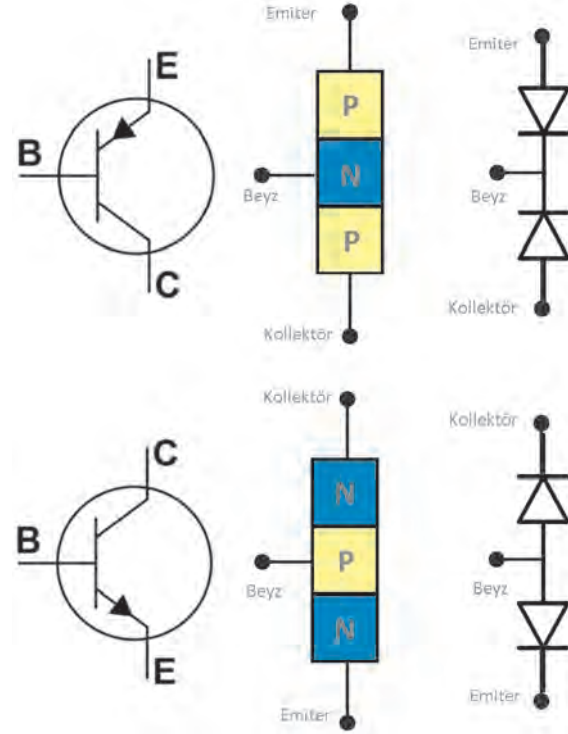 Emiter
E
B
C
P
N
P
Beyz
Kollektör
Emiter
Beyz
Kollektör
Kollektör
C
B
E
N
P
N
Beyz
Emiter
Kollektör
Beyz
Emiter